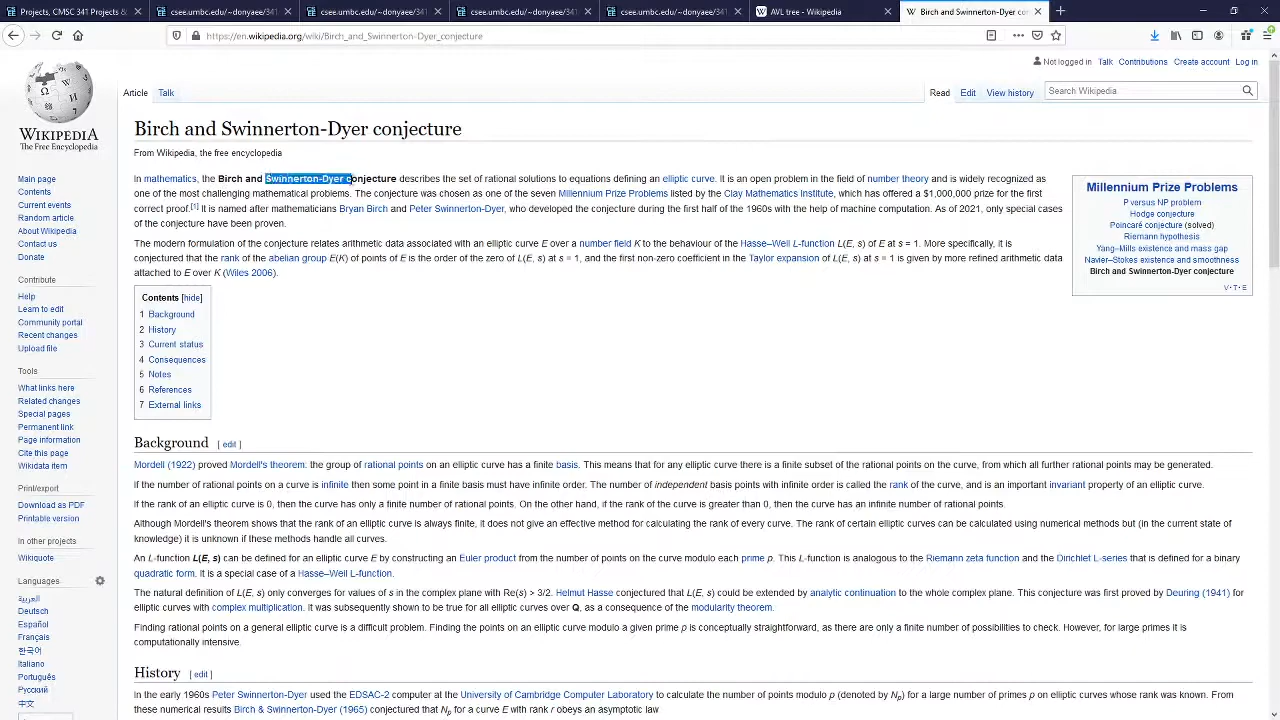 Projects, CMSC 341 Projects &
csee.umbc.edu/~donyaee/341
csee.umbc.edu/~donyaee/341
csee.umbc.edu/~donyaee/341
csee.umbc.edu/~donyaee/341
AVL tree - Wikipedia
Birch and Swinnerton-Dyer con
https://en.wikipedia.org/wiki/Birch_and_Swinnerton-Dyer_conjecture
Not logged in Talk Contributions Create account Log in
Article Talk Read Edit View history Search Wikipedia
WIKIPEDIA
The Free Encyclopedia
Main page
Contents
Current events
Random article
About Wikipedia
Contact us
Donate
Contribute
Help
Learn to edit
Community portal
Recent changes
Upload file
Tools
What links here
Related changes
Special pages
Permanent link
Page information
Cite this page
Wikidata item
Print/export
Download as PDF
Printable version
In other projects
Wikiquote
Languages
العربية
Deutsch
Español
Français
한국어
Italiano
Português
Русский
中文
Birch and Swinnerton-Dyer conjecture
From Wikipedia, the free encyclopedia
In mathematics, the Birch and Swinnerton-Dyer conjecture describes the set of rational solutions to equations defining an elliptic curve. It is an open problem in the field of number theory and is widely recognized as
one of the most challenging mathematical problems. The conjecture was chosen as one of the seven Millennium Prize Problems listed by the Clay Mathematics Institute, which has offered a $1,000,000 prize for the first
correct proof.[1] It is named after mathematicians Bryan Birch and Peter Swinnerton-Dyer, who developed the conjecture during the first half of the 1960s with the help of machine computation. As of 2021, only special cases
of the conjecture have been proven.
The modern formulation of the conjecture relates arithmetic data associated with an elliptic curve E over a number field K to the behaviour of the Hasse–Weil L-function L(E, s) of E at s = 1. More specifically, it is
conjectured that the rank of the abelian group E(K) of points of E is the order of the zero of L(E, s) at s = 1, and the first non-zero coefficient in the Taylor expansion of L(E, s) at s = 1 is given by more refined arithmetic data
attached to E over K (Wiles 2006).
Millennium Prize Problems
P versus NP problem
Hodge conjecture
Poincaré conjecture (solved)
Riemann hypothesis
Yang–Mills existence and mass gap
Navier–Stokes existence and smoothness
Birch and Swinnerton-Dyer conjecture
V · T · E
Contents [hide]
1 Background
2 History
3 Current status
4 Consequences
5 Notes
6 References
7 External links
Background [ edit ]
Mordell (1922) proved Mordell's theorem: the group of rational points on an elliptic curve has a finite basis. This means that for any elliptic curve there is a finite subset of the rational points on the curve, from which all further rational points may be generated.
If the number of rational points on a curve is infinite then some point in a finite basis must have infinite order. The number of independent basis points with infinite order is called the rank of the curve, and is an important invariant property of an elliptic curve.
If the rank of an elliptic curve is 0, then the curve has only a finite number of rational points. On the other hand, if the rank of the curve is greater than 0, then the curve has an infinite number of rational points.
Although Mordell's theorem shows that the rank of an elliptic curve is always finite, it does not give an effective method for calculating the rank of every curve. The rank of certain elliptic curves can be calculated using numerical methods but (in the current state of
knowledge) it is unknown if these methods handle all curves.
An L-function L(E, s) can be defined for an elliptic curve E by constructing an Euler product from the number of points on the curve modulo each prime p. This L-function is analogous to the Riemann zeta function and the Dirichlet L-series that is defined for a binary
quadratic form. It is a special case of a Hasse–Weil L-function.
The natural definition of L(E, s) only converges for values of s in the complex plane with Re(s) > 3/2. Helmut Hasse conjectured that L(E, s) could be extended by analytic continuation to the whole complex plane. This conjecture was first proved by Deuring (1941) for
elliptic curves with complex multiplication. It was subsequently shown to be true for all elliptic curves over Q, as a consequence of the modularity theorem.
Finding rational points on a general elliptic curve is a difficult problem. Finding the points on an elliptic curve modulo a given prime p is conceptually straightforward, as there are only a finite number of possibilities to check. However, for large primes it is
computationally intensive.
History [ edit ]
In the early 1960s Peter Swinnerton-Dyer used the EDSAC-2 computer at the University of Cambridge Computer Laboratory to calculate the number of points modulo p (denoted by Np) for a large number of primes p on elliptic curves whose rank was known. From
these numerical results Birch & Swinnerton-Dyer (1965) conjectured that Np for a curve E with rank r obeys an asymptotic law